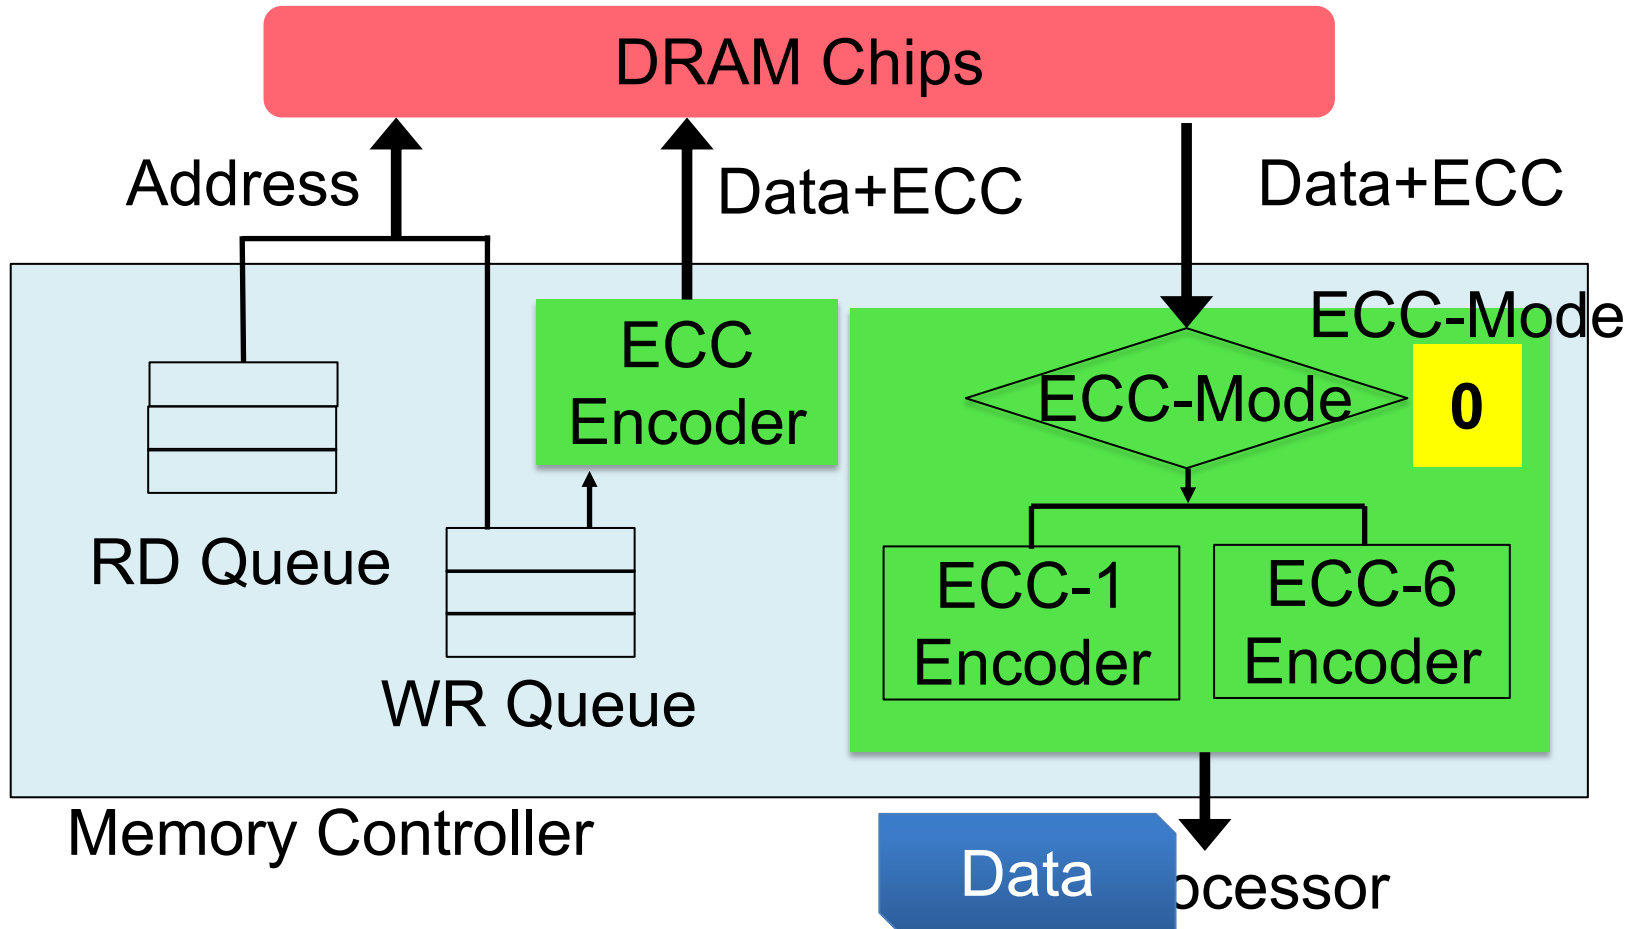 DRAM Chips
Address
Data+ECC
Data+ECC
ECC-Mode
ECC
Encoder
ECC-Mode
0
RD Queue
ECC-1
Encoder
ECC-6
Encoder
WR Queue
Memory Controller
Data
ocessor